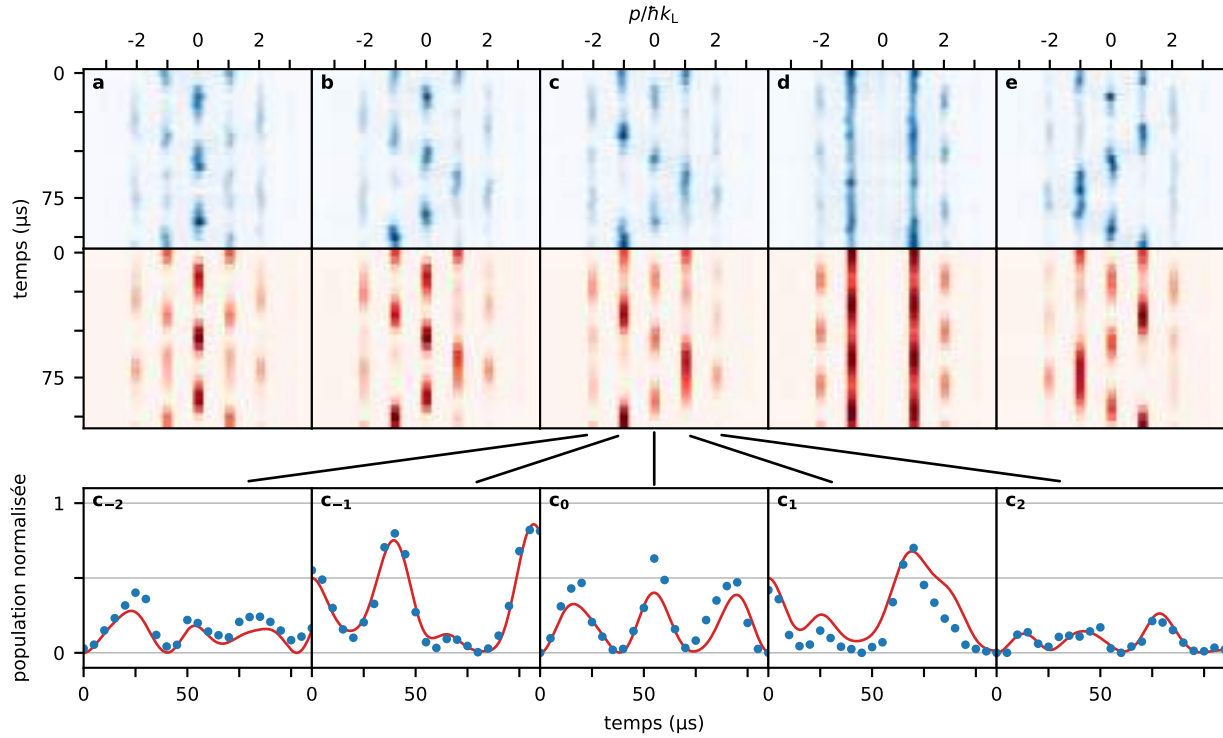 p/ħk_L
-2 0 2 -2 0 2 -2 0 2 -2 0 2 -2 0 2
a b c d e
0
75
temps (µs)
0
75
c₋₂ c₋₁ c₀ c₁ c₂
population normalisée
1
0
0 50 0 50 0 50 0 50 0 50
temps (µs)